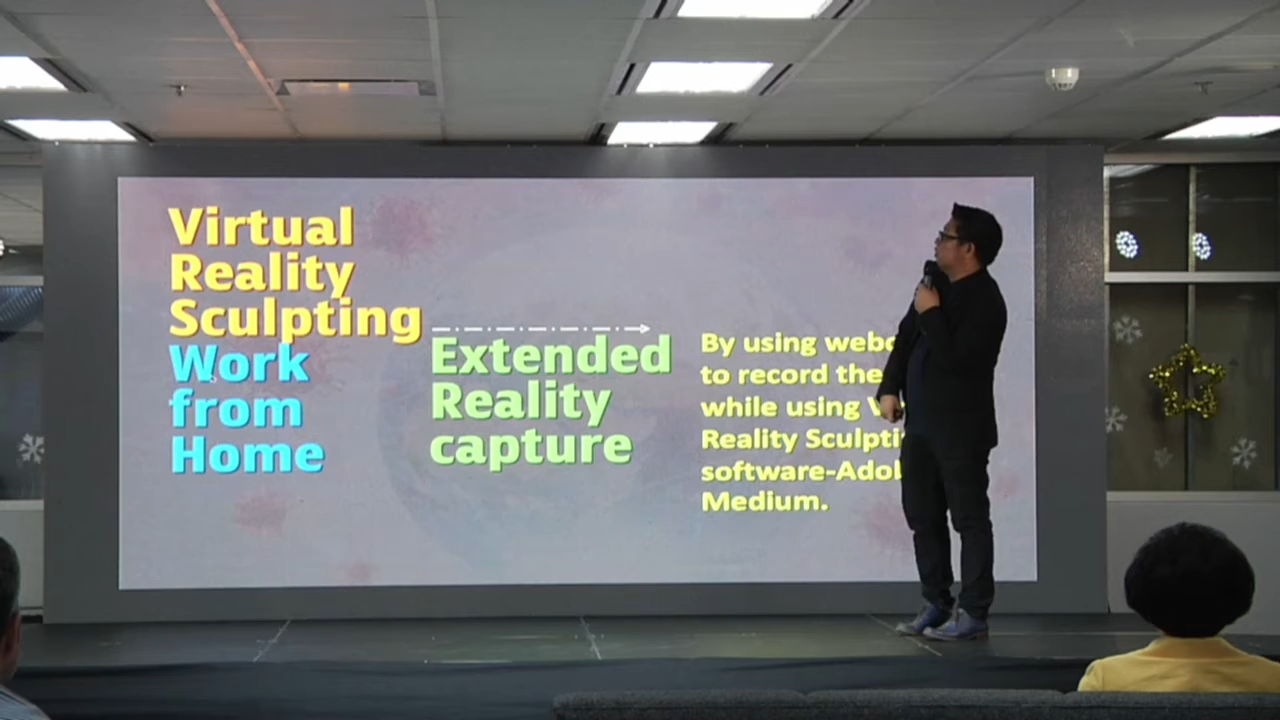 Virtual
Reality
Sculpting
Work
from
Home
Extended
Reality
capture
By using
to record the
while using
Reality
software-
Medium.